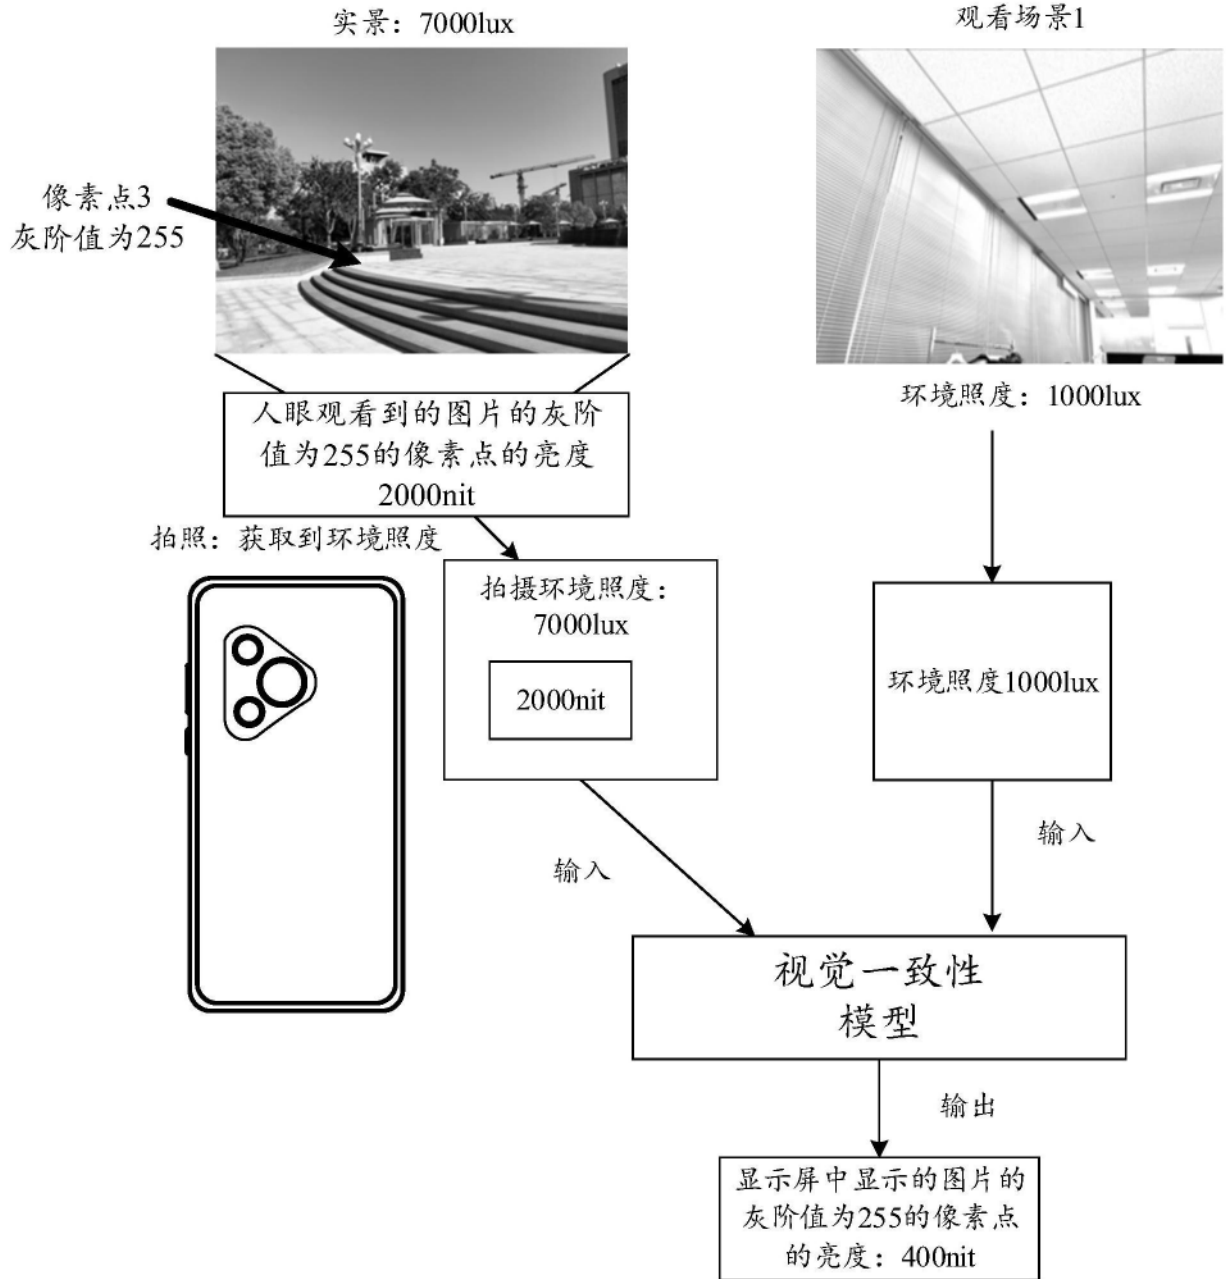 实景：7000lux
观看场景1
像素点3
灰阶值为255
环境照度：1000lux
人眼观看到的图片的灰阶
值为255的像素点的亮度
2000nit
拍照：获取到环境照度
拍摄环境照度：
7000lux
2000nit
环境照度1000lux
输入
输入
视觉一致性
模型
输出
显示屏中显示的图片的
灰阶值为255的像素点
的亮度：400nit